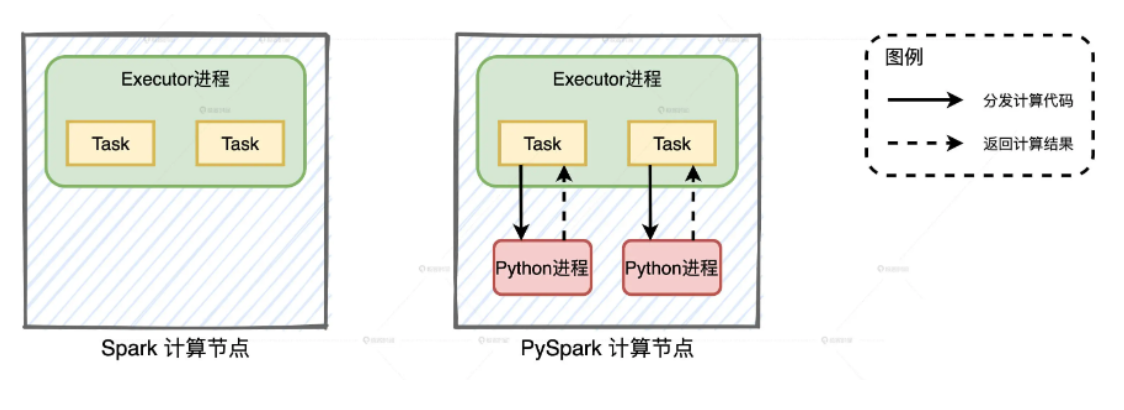 Executor进程
Task
Task
Spark 计算节点
Executor进程
Task
Task
Python进程
Python进程
PySpark 计算节点
图例
分发计算代码
返回计算结果